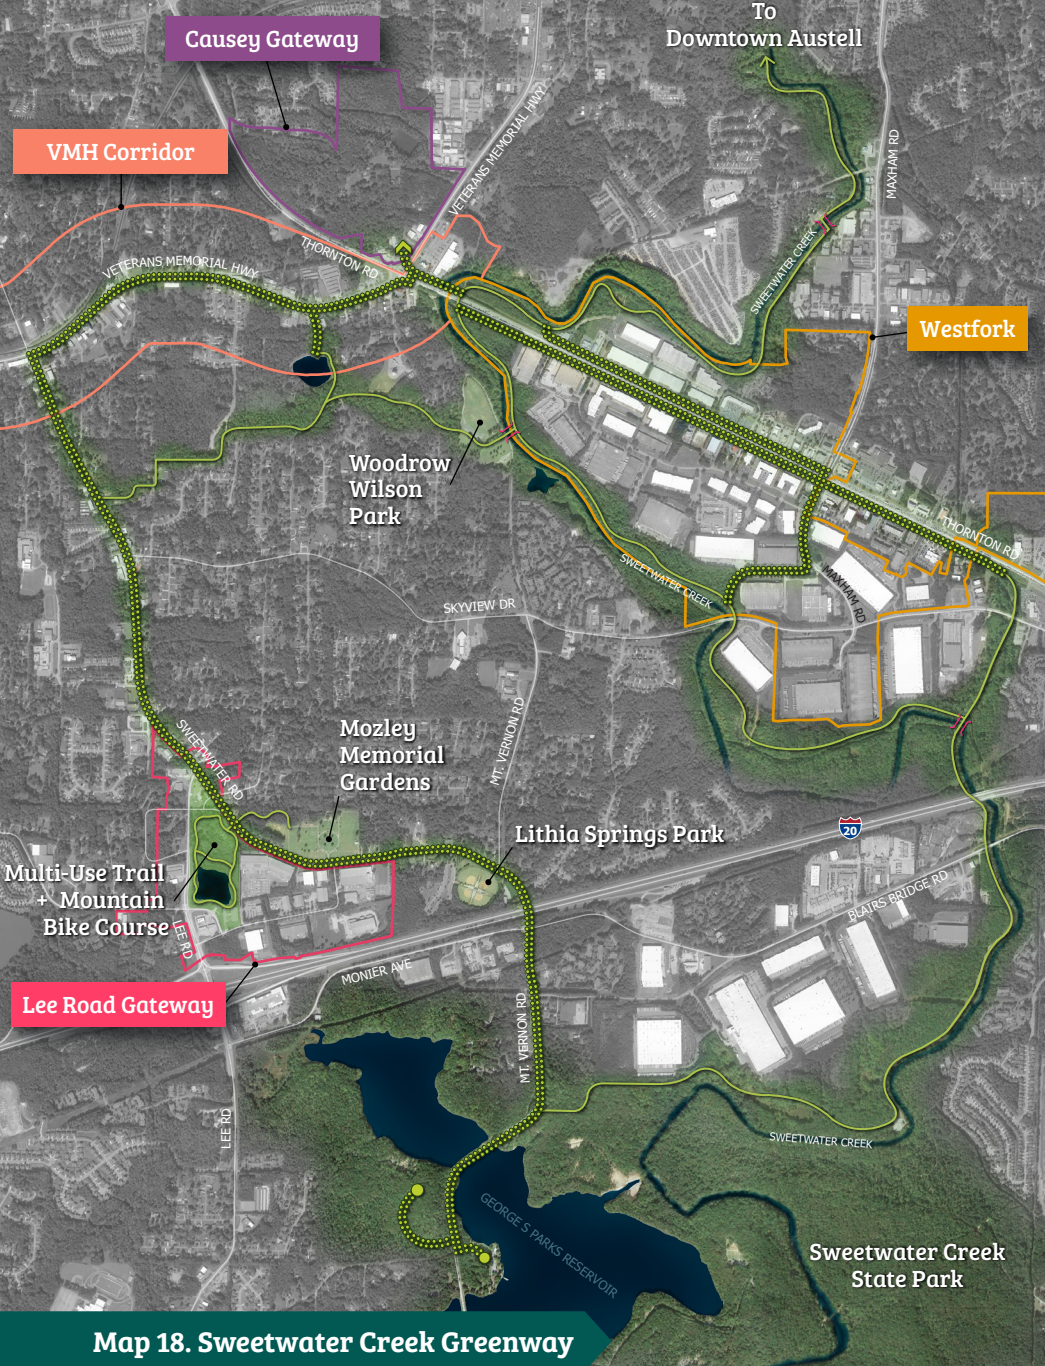 To
Downtown Austell
Causey Gateway
VMH Corridor
VETERANS MEMORIAL HWY
MAXHAM RD
THORNTON RD
VETERANS MEMORIAL HWY
SWEETWATER CREEK
Westfork
Woodrow
Wilson
Park
THORNTON RD
SWEETWATER CREEK
MAXHAM RD
SKYVIEW DR
MT. VERNON RD
SWEETWATER RD
Mozley
Memorial
Gardens
Lithia Springs Park
20
Multi-Use Trail
+ Mountain
Bike Course
LEE RD
BLAIRS BRIDGE RD
MONIER AVE
Lee Road Gateway
MT. VERNON RD
LEE RD
SWEETWATER CREEK
GEORGE S PARKS RESERVOIR
Sweetwater Creek
State Park
Map 18. Sweetwater Creek Greenway